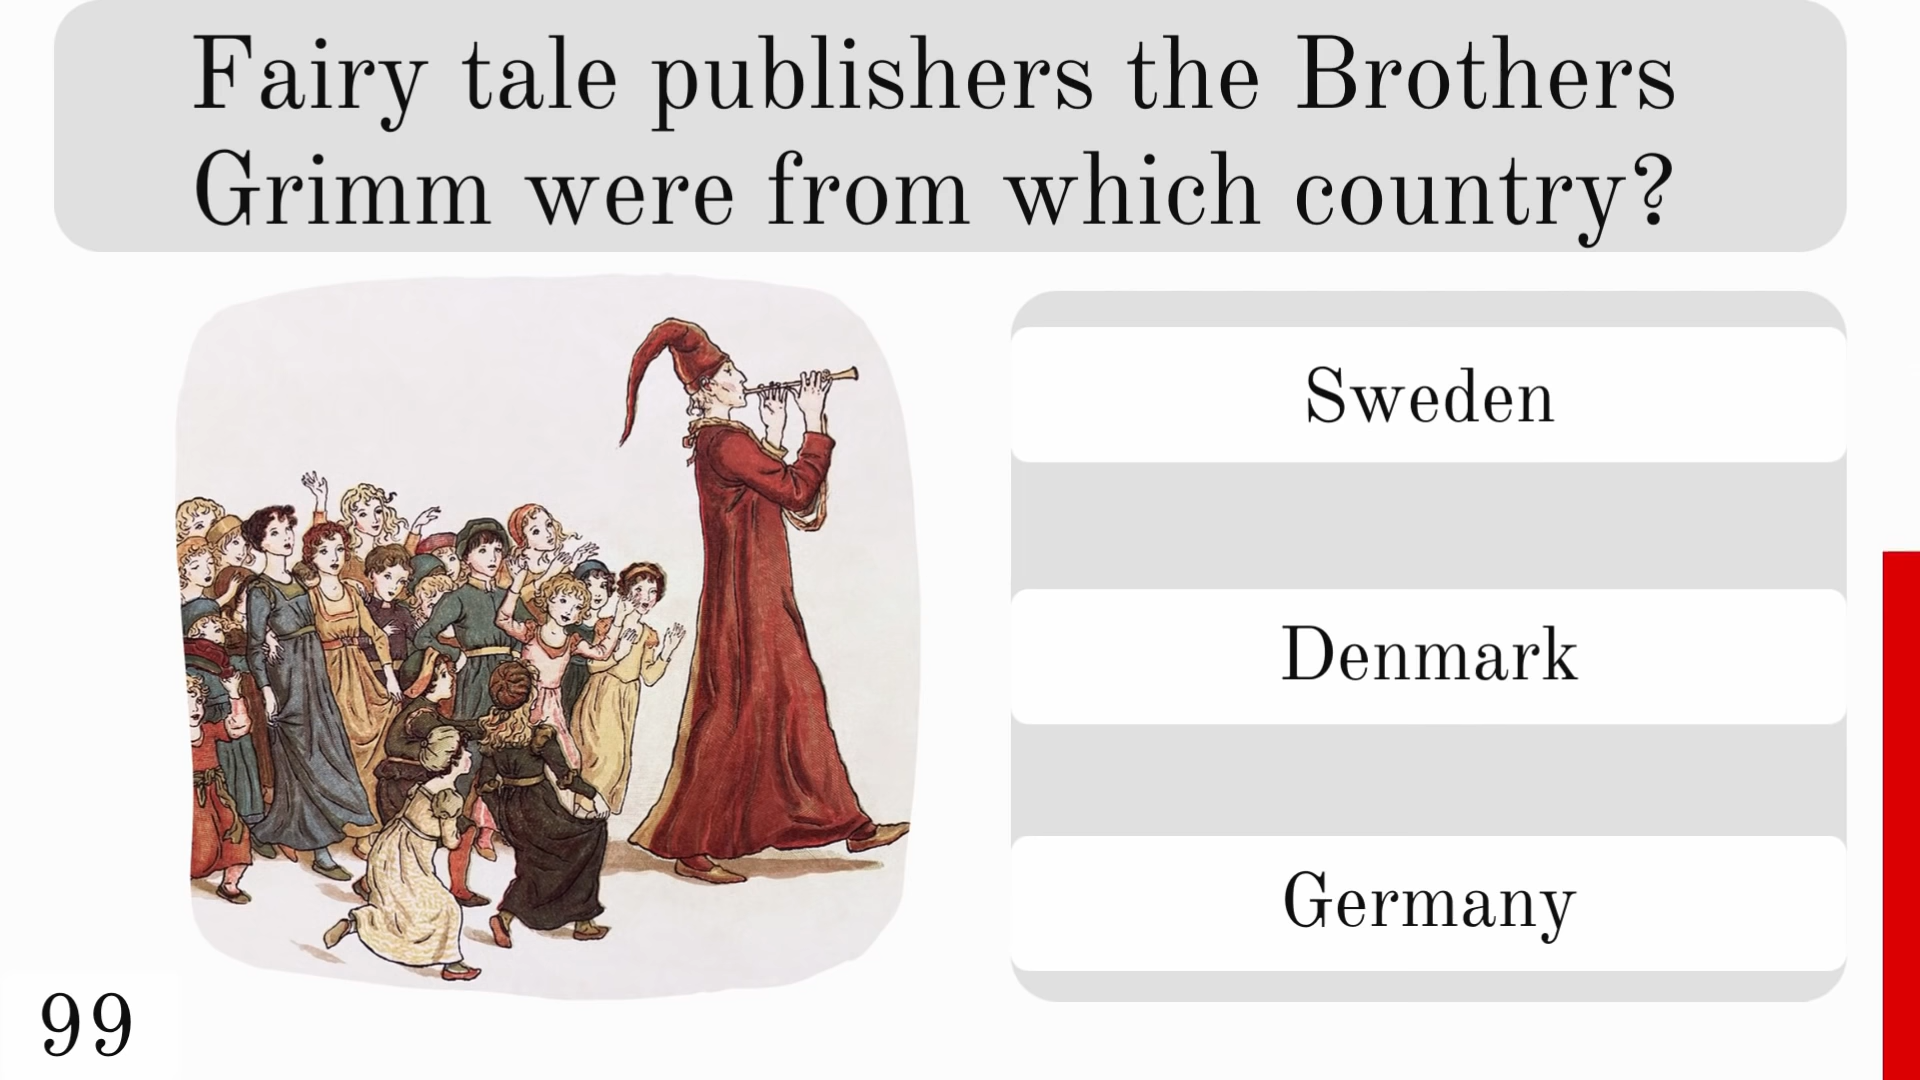 Fairy tale publishers the Brothers
Grimm were from which country?
Sweden
Denmark
Germany
99